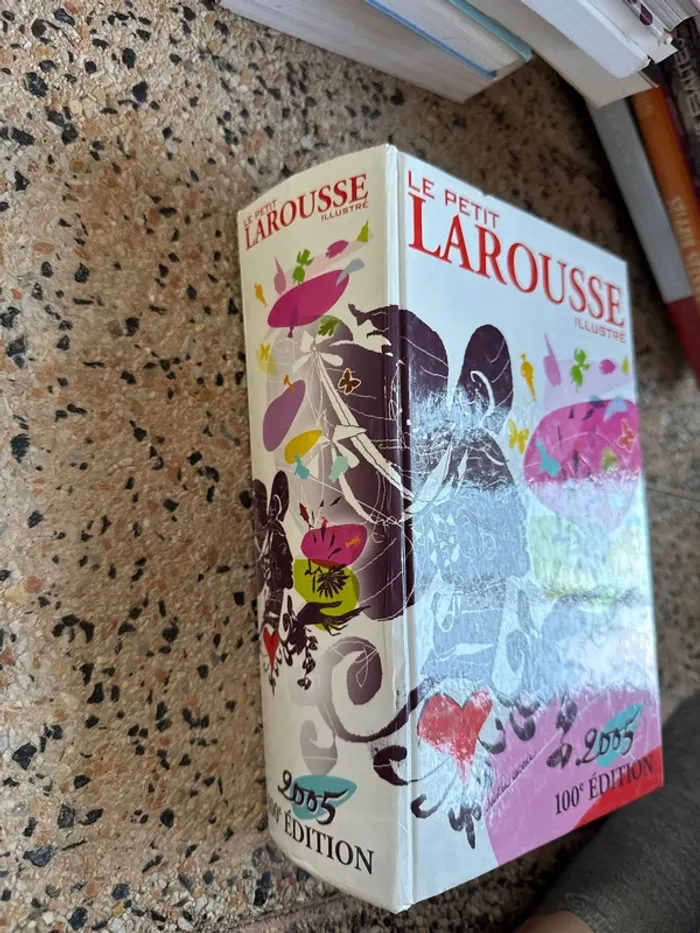 LE PETIT
LAROUSSE
ILLUSTRÉ
2005
100e ÉDITION
LE PETIT
LAROUSSE
ILLUSTRÉ
2005
100e ÉDITION